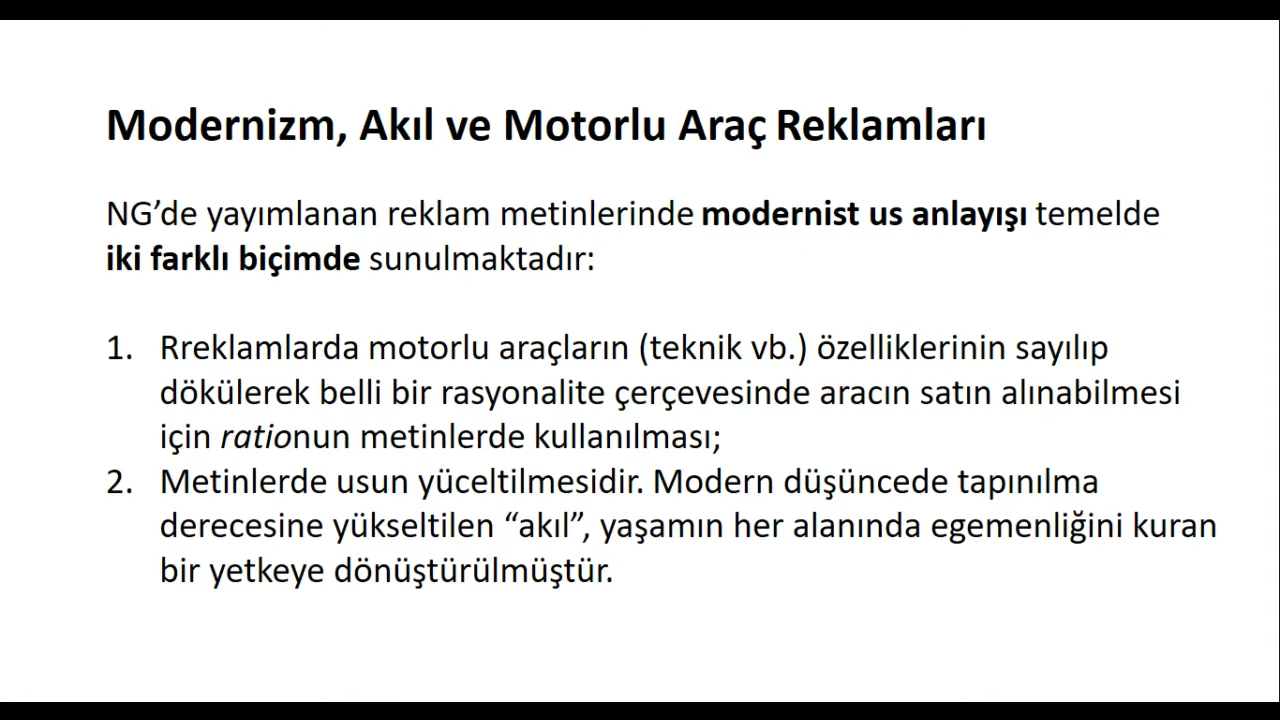 Modernizm, Akıl ve Motorlu Araç Reklamları
NG’de yayımlanan reklam metinlerinde modernist us anlayışı temelde
iki farklı biçimde sunulmaktadır:
1. Rreklamlarda motorlu araçların (teknik vb.) özelliklerinin sayılıp
dökülerek belli bir rasyonalite çerçevesinde aracın satın alınabilmesi
için rationun metinlerde kullanılması;
2. Metinlerde usun yüceltilmesidir. Modern düşüncede tapınılma
derecesine yükseltilen “akıl”, yaşamın her alanında egemenliğini kuran
bir yetkeye dönüştürülmüştür.